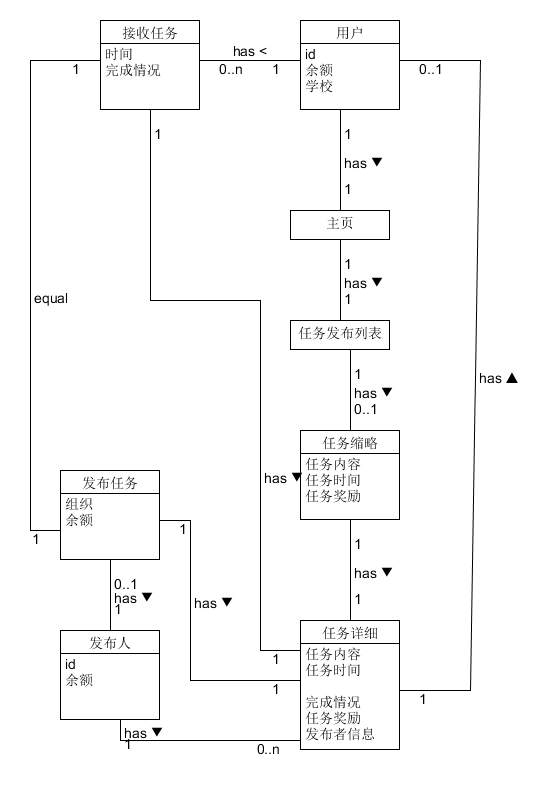 接收任务
时间
完成情况
has <
1
0..n
1
用户
id
余额
学校
0..1
1
1
has ▼
1
主页
1
has ▼
1
任务发布列表
equal
1
has ▼
0..1
has ▲
任务缩略
任务内容
任务时间
任务奖励
has ▼
发布任务
组织
余额
1
1
1
has ▼
1
0..1
has ▼
1
has ▼
发布人
id
余额
任务详细
任务内容
任务时间
完成情况
任务奖励
发布者信息
1
1
1
has ▼
1
0..n